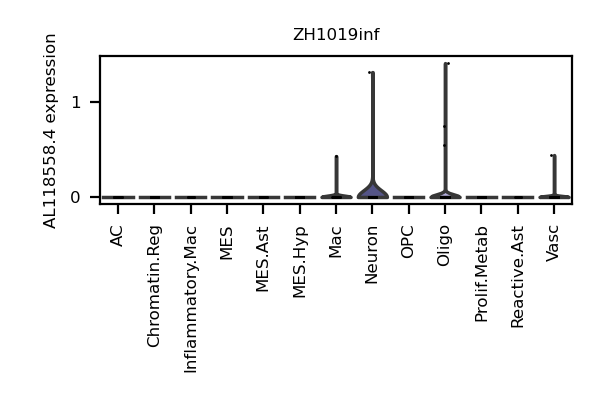 ZH1019inf
AL118558.4 expression
1
0
AC
Chromatin.Reg
Inflammatory.Mac
MES
MES.Ast
MES.Hyp
Mac
Neuron
OPC
Oligo
Prolif.Metab
Reactive.Ast
Vasc